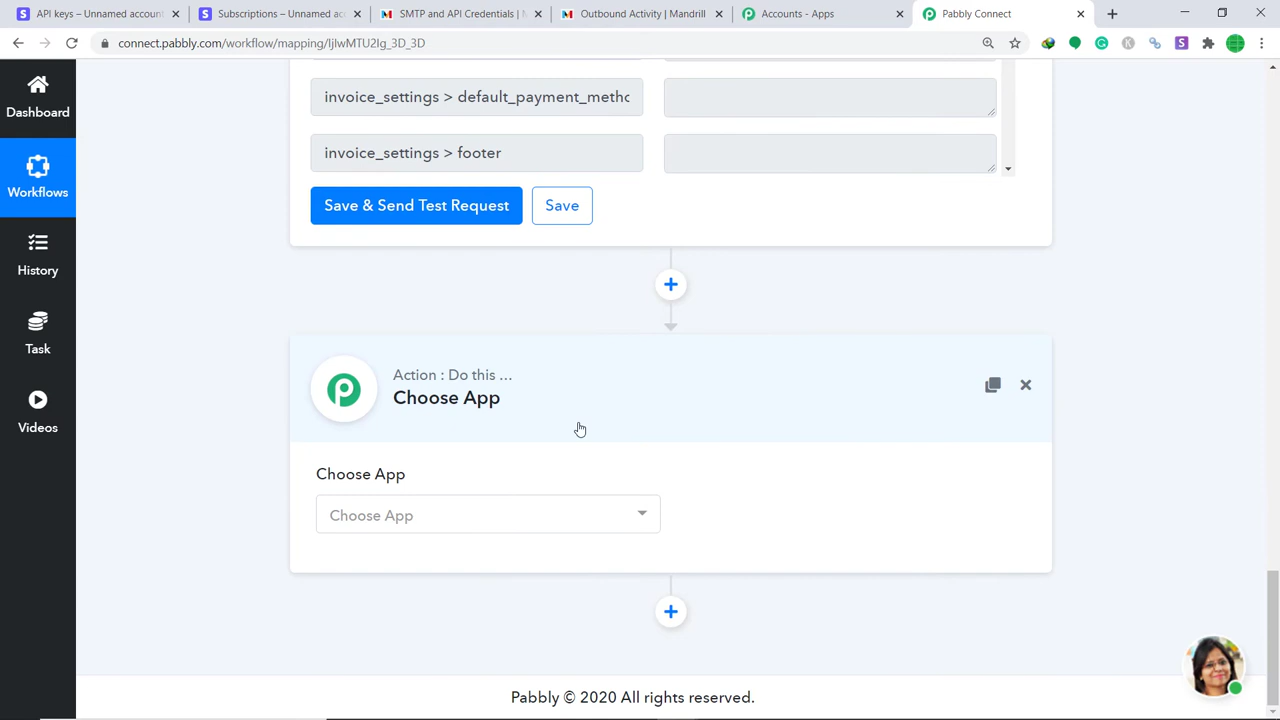 API keys – Unnamed account
Subscriptions – Unnamed acc
SMTP and API Credentials | M
Outbound Activity | Mandrill
Accounts - Apps
Pabbly Connect
connect.pabbly.com/workflow/mapping/IjIwMTU2Ig_3D_3D
Dashboard
Workflows
History
Task
Videos
invoice_settings > default_payment_metho
invoice_settings > footer
Save & Send Test Request
Save
Action : Do this ...
Choose App
Choose App
Choose App
Pabbly © 2020 All rights reserved.